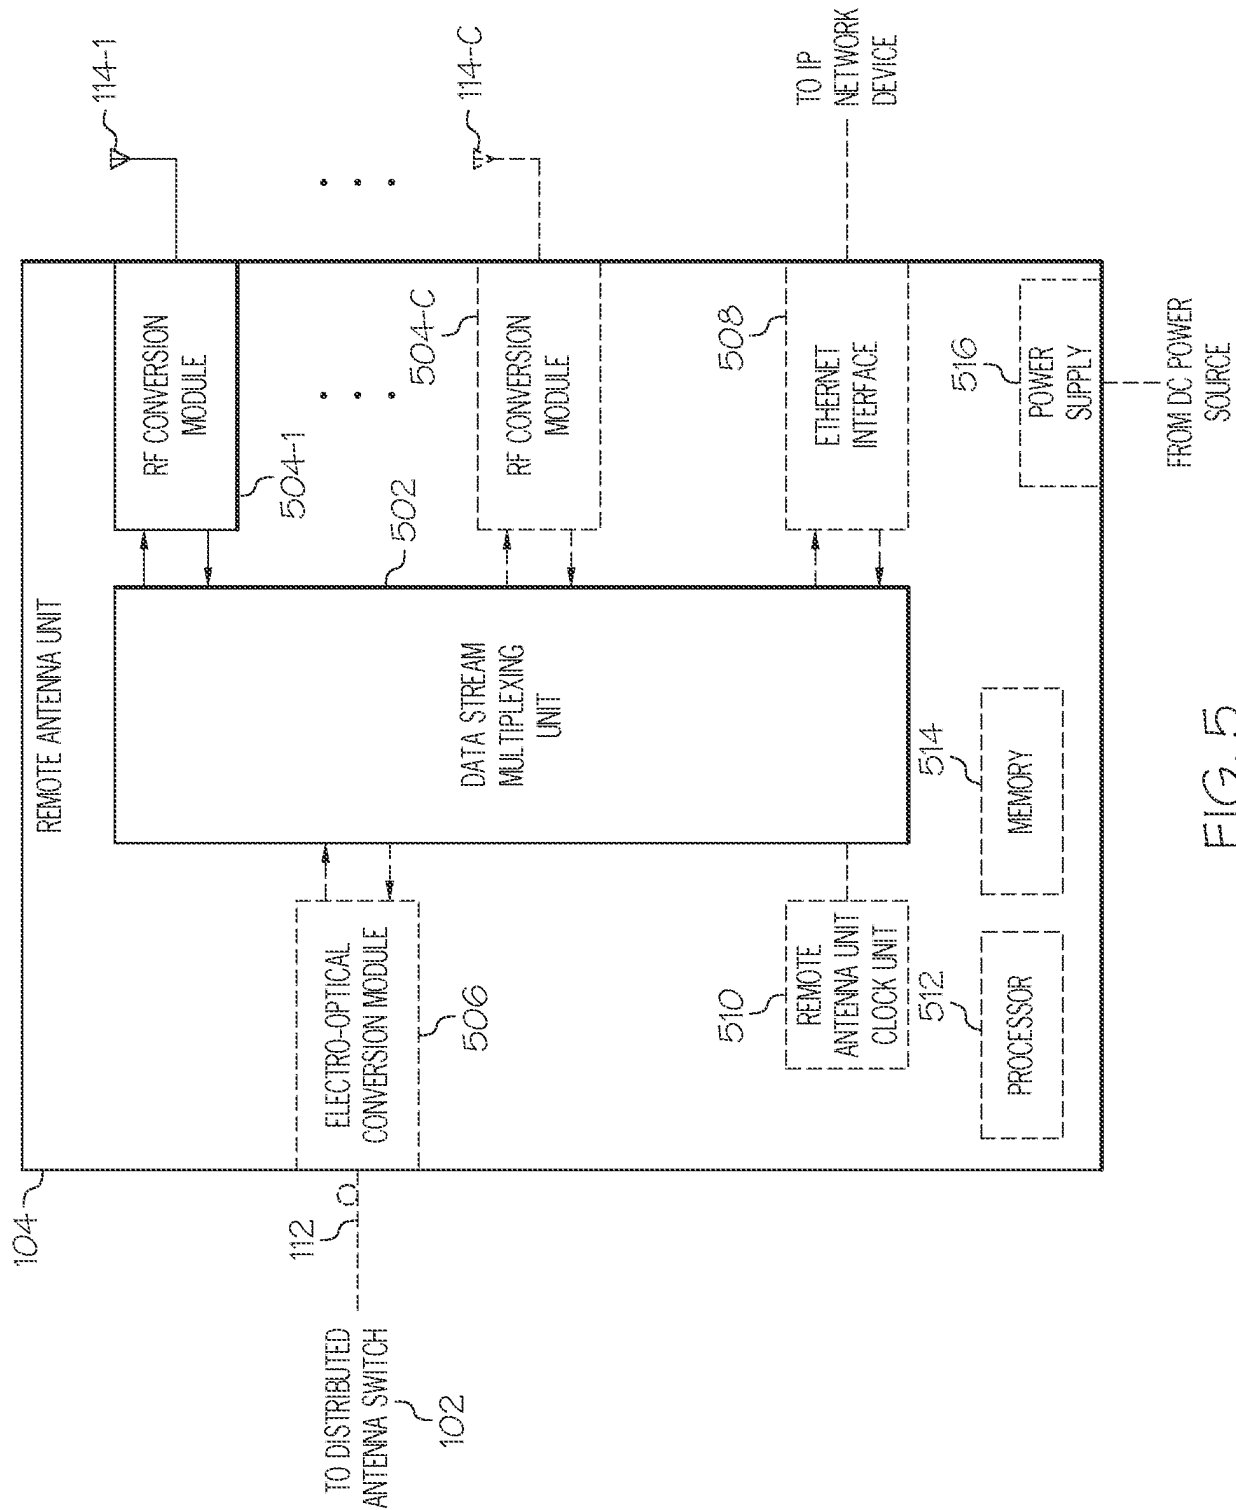 104
REMOTE ANTENNA UNIT
TO DISTRIBUTED
ANTENNA SWITCH
102
112
ELECTRO-OPTICAL
CONVERSION MODULE
506
DATA STREAM
MULTIPLEXING
UNIT
502
RF CONVERSION
MODULE
504-1
114-1
RF CONVERSION
MODULE
504-C
114-C
ETHERNET
INTERFACE
508
TO IP
NETWORK
DEVICE
REMOTE
ANTENNA UNIT
CLOCK UNIT
510
PROCESSOR
512
MEMORY
514
POWER
SUPPLY
516
FROM DC POWER
SOURCE
FIG. 5